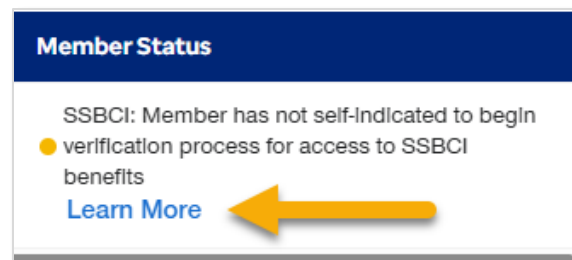 Member Status
SSBCI: Member has not self-indicated to begin
verification process for access to SSBCI
benefits
Learn More